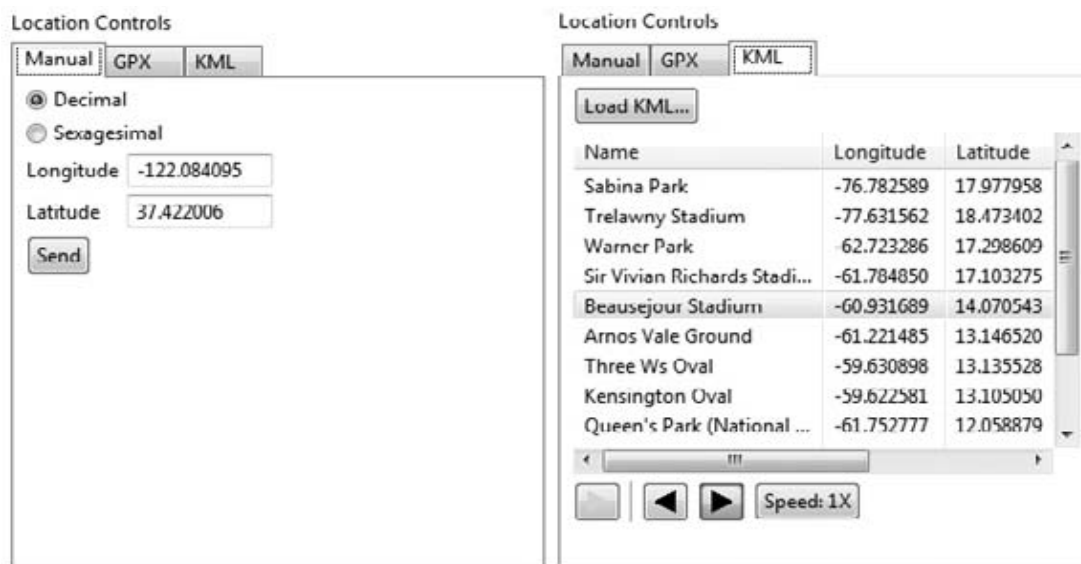 Location Controls
Manual GPX KML
Decimal
Sexagesimal
Longitude -122.084095
Latitude 37.422006
Send
Location Controls
Manual GPX KML
Load KML...
Name Longitude Latitude
Sabina Park -76.782589 17.977958
Trelawny Stadium -77.631562 18.473402
Warner Park -62.723286 17.298609
Sir Vivian Richards Stadi... -61.784850 17.103275
Beausejour Stadium -60.931689 14.070543
Arnos Vale Ground -61.221485 13.146520
Three Ws Oval -59.630898 13.135528
Kensington Oval -59.622581 13.105050
Queen's Park (National ... -61.752777 12.058879
Speed: 1X